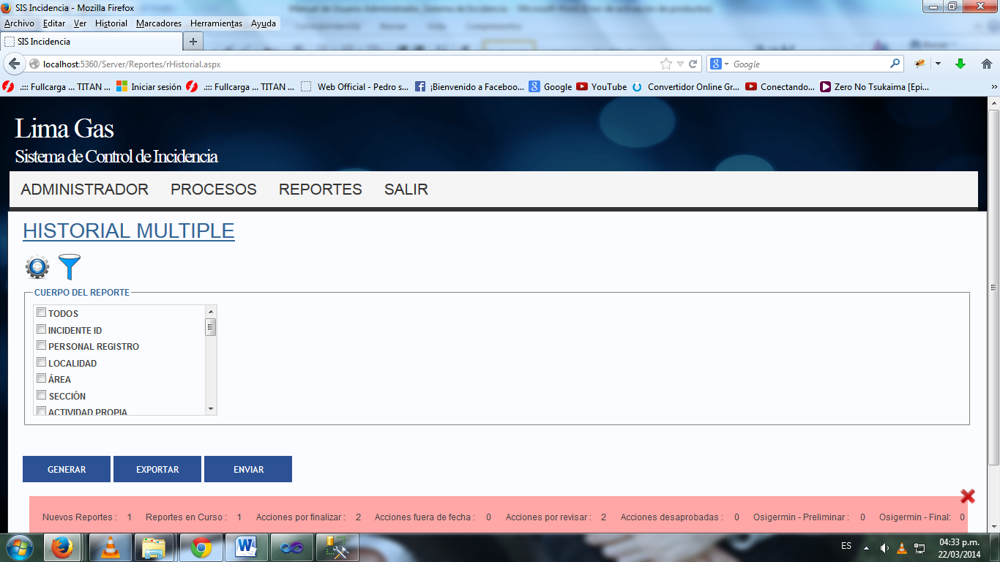 SIS Incidencia - Mozilla Firefox
Archivo Editar Ver Historial Marcadores Herramientas Ayuda
SIS Incidencia
localhost:5360/Server/Reportes/rHistorial.aspx
Google
.::: Fullcarga ... TITAN ... Iniciar sesión .::: Fullcarga ... TITAN ... Web Official - Pedro s... ¡Bienvenido a Faceboo... Google YouTube Convertidor Online Gr... Conectando... Zero No Tsukaima [Epi...
Lima Gas
Sistema de Control de Incidencia
ADMINISTRADOR PROCESOS REPORTES SALIR
HISTORIAL MULTIPLE
CUERPO DEL REPORTE
TODOS
INCIDENTE ID
PERSONAL REGISTRO
LOCALIDAD
ÁREA
SECCIÓN
ACTIVIDAD PROPIA
GENERAR EXPORTAR ENVIAR
Nuevos Reportes : 1 Reportes en Curso : 1 Acciones por finalizar : 2 Acciones fuera de fecha : 0 Acciones por revisar : 2 Acciones desaprobadas : 0 Osigermin - Preliminar : 0 Osigermin - Final: 0
ES
04:33 p.m.
22/03/2014